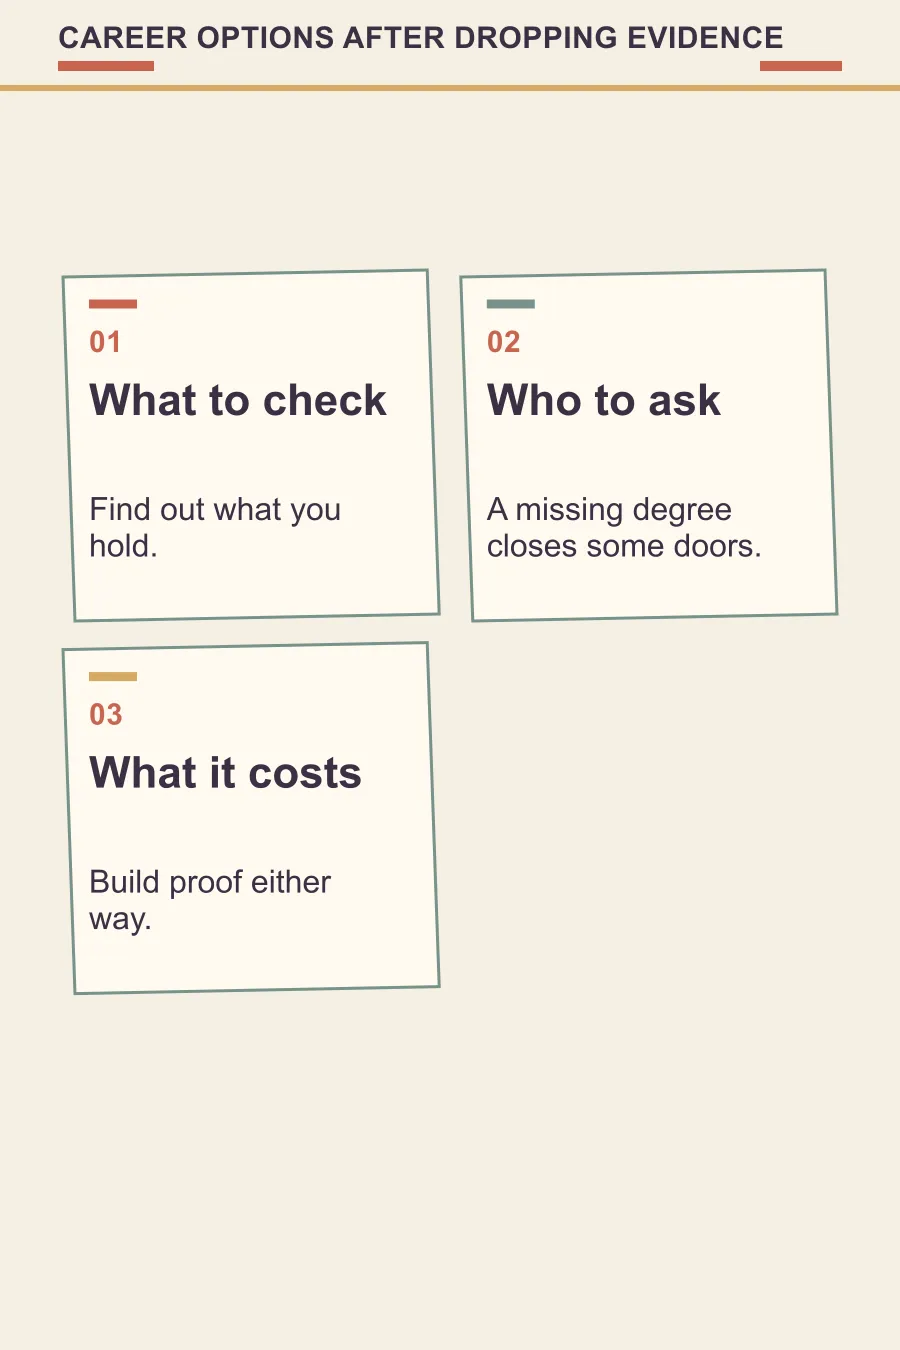 CAREER OPTIONS AFTER DROPPING EVIDENCE
01
What to check
Find out what you
hold.
02
Who to ask
A missing degree
closes some doors.
03
What it costs
Build proof either
way.